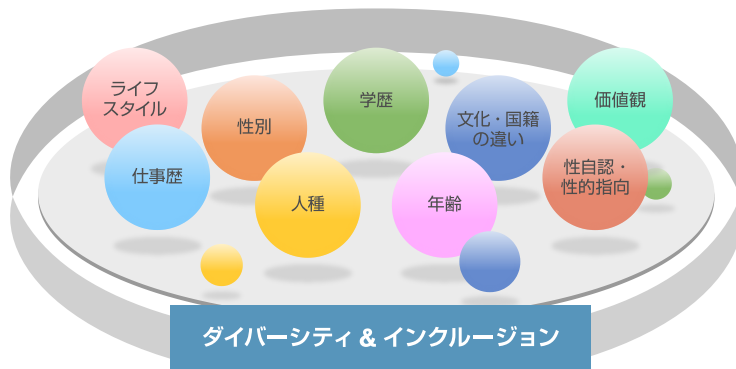 ライフ
スタイル
性別
学歴
文化・国籍
の違い
価値観
仕事歴
人種
年齢
性自認・
性的指向
ダイバーシティ & インクルージョン